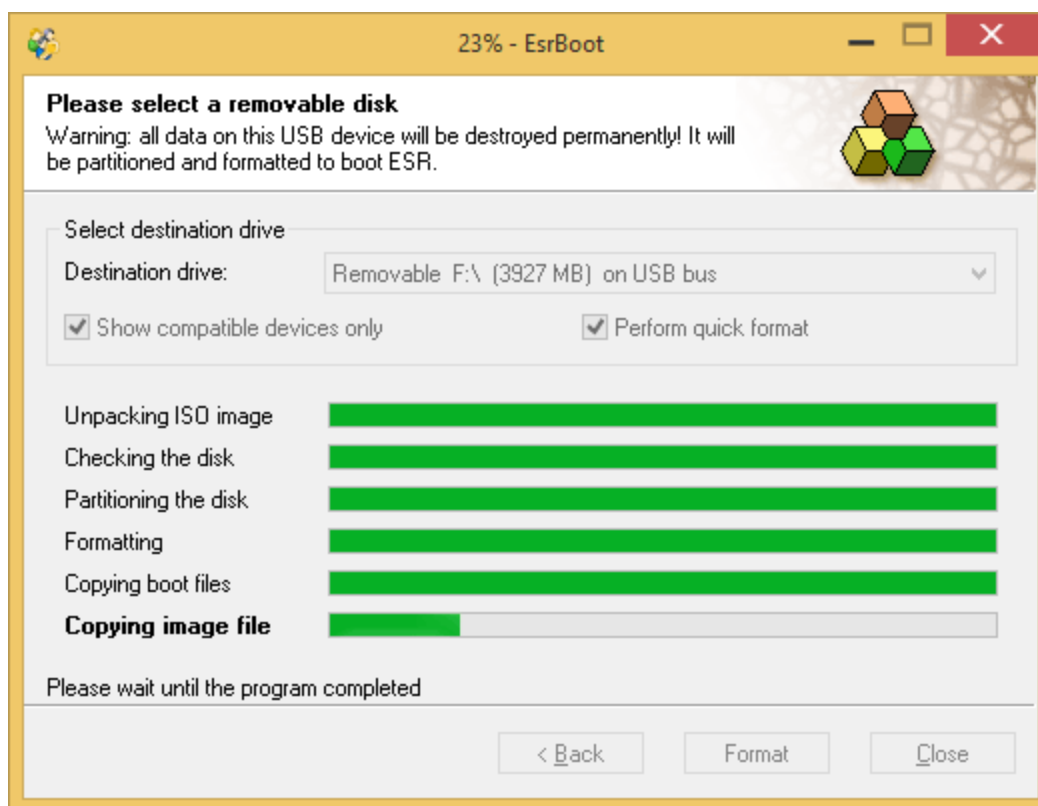 23% - EsrBoot
Please select a removable disk
Warning: all data on this USB device will be destroyed permanently! It will
be partitioned and formatted to boot ESR.
Select destination drive
Destination drive:
Removable F:\ (3927 MB) on USB bus
Show compatible devices only
Perform quick format
Unpacking ISO image
Checking the disk
Partitioning the disk
Formatting
Copying boot files
Copying image file
Please wait until the program completed
< Back
Format
Close